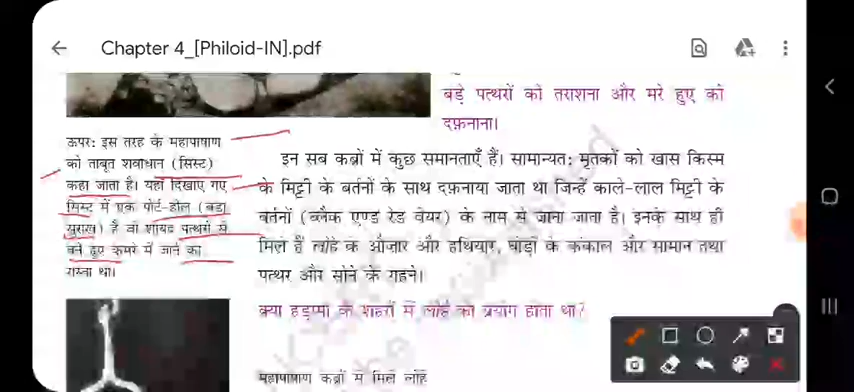 Chapter 4_[Philoid-IN].pdf
बड़े पत्थरों को तराशना और मरे हुए को
दफ़नाना।
ऊपर: इस तरह के महापाषाण
को ताबूत शवाधान (सिस्ट)
कहा जाता है। यहाँ दिखाए गए
सिस्ट में एक पोर्ट-होल (बड़ा
सुराख) है जो शायद पत्थरों से
बने हुए कमरे में जाने का
रास्ता था।
इन सब कब्रों में कुछ समानताएँ हैं। सामान्यत: मृतकों को खास किस्म
के मिट्टी के बर्तनों के साथ दफ़नाया जाता था जिन्हें काले-लाल मिट्टी के
बर्तनों (ब्लैक एण्ड रेड वेयर) के नाम से जाना जाता है। इनके साथ ही
मिले हैं लोहे के औज़ार और हथियार, घोड़ों के कंकाल और सामान तथा
पत्थर और सोने के गहने।
क्या हड़प्पा के शहरों में लोहे का प्रयोग होता था?
महापाषाण कब्रों में मिले लोहे